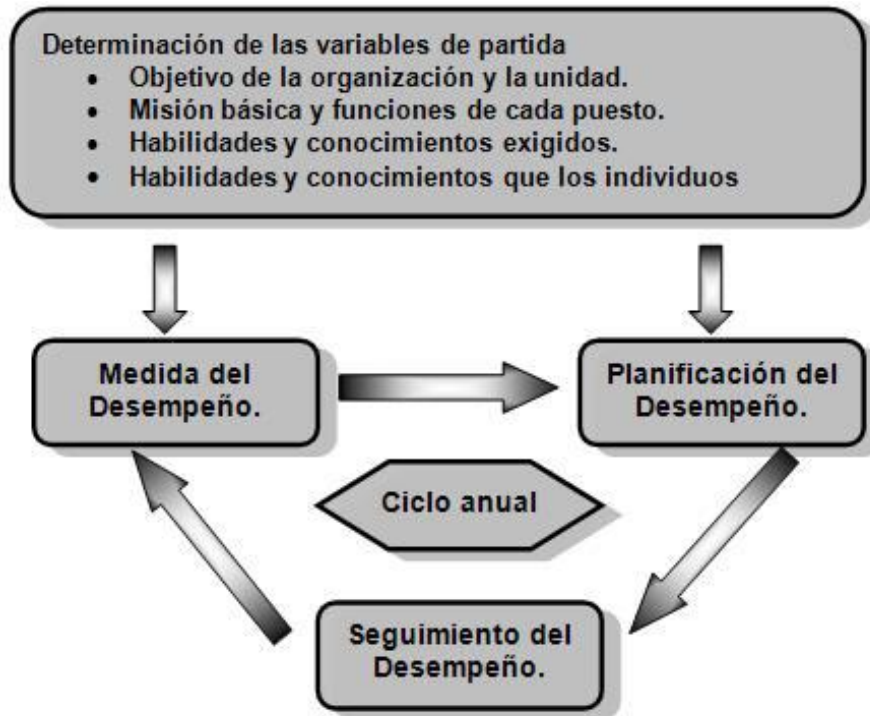 Determinación de las variables de partida
• Objetivo de la organización y la unidad.
• Misión básica y funciones de cada puesto.
• Habilidades y conocimientos exigidos.
• Habilidades y conocimientos que los individuos
Medida del
Desempeño.
Planificación del
Desempeño.
Ciclo anual
Seguimiento del
Desempeño.